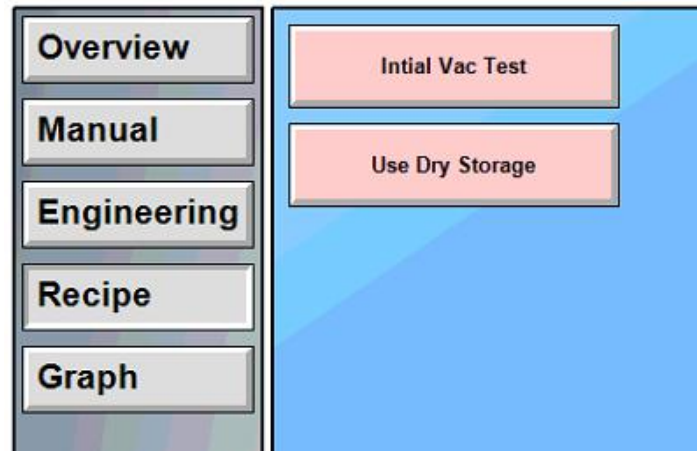 Overview
Manual
Engineering
Recipe
Graph
Intial Vac Test
Use Dry Storage